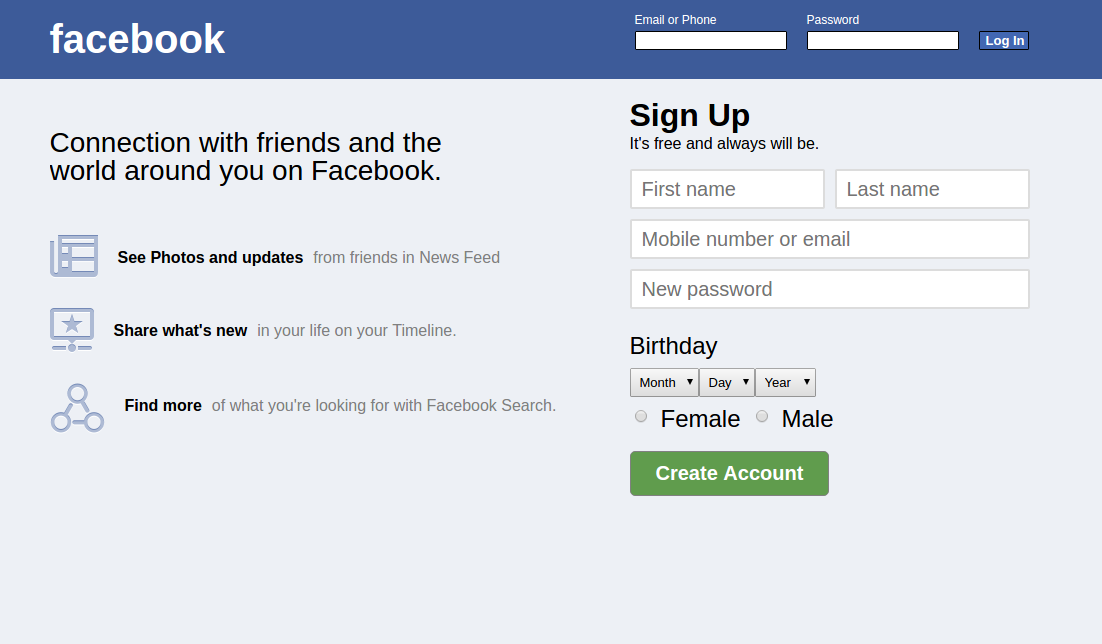 facebook
Email or Phone
Password
Log In
Connection with friends and the
world around you on Facebook.
See Photos and updates from friends in News Feed
Share what's new in your life on your Timeline.
Find more of what you're looking for with Facebook Search.
Sign Up
It's free and always will be.
First name
Last name
Mobile number or email
New password
Birthday
Month
Day
Year
Female
Male
Create Account